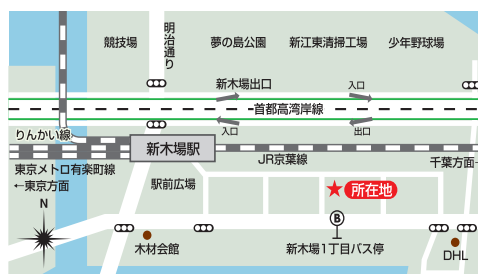 競技場
明治通り
夢の島公園
新江東清掃工場
少年野球場
新木場出口
入口
首都高湾岸線
りんかい線
入口
出口
新木場駅
JR京葉線
千葉方面→
東京メトロ有楽町線
←東京方面
駅前広場
所在地
N
B
木材会館
新木場1丁目バス停
DHL